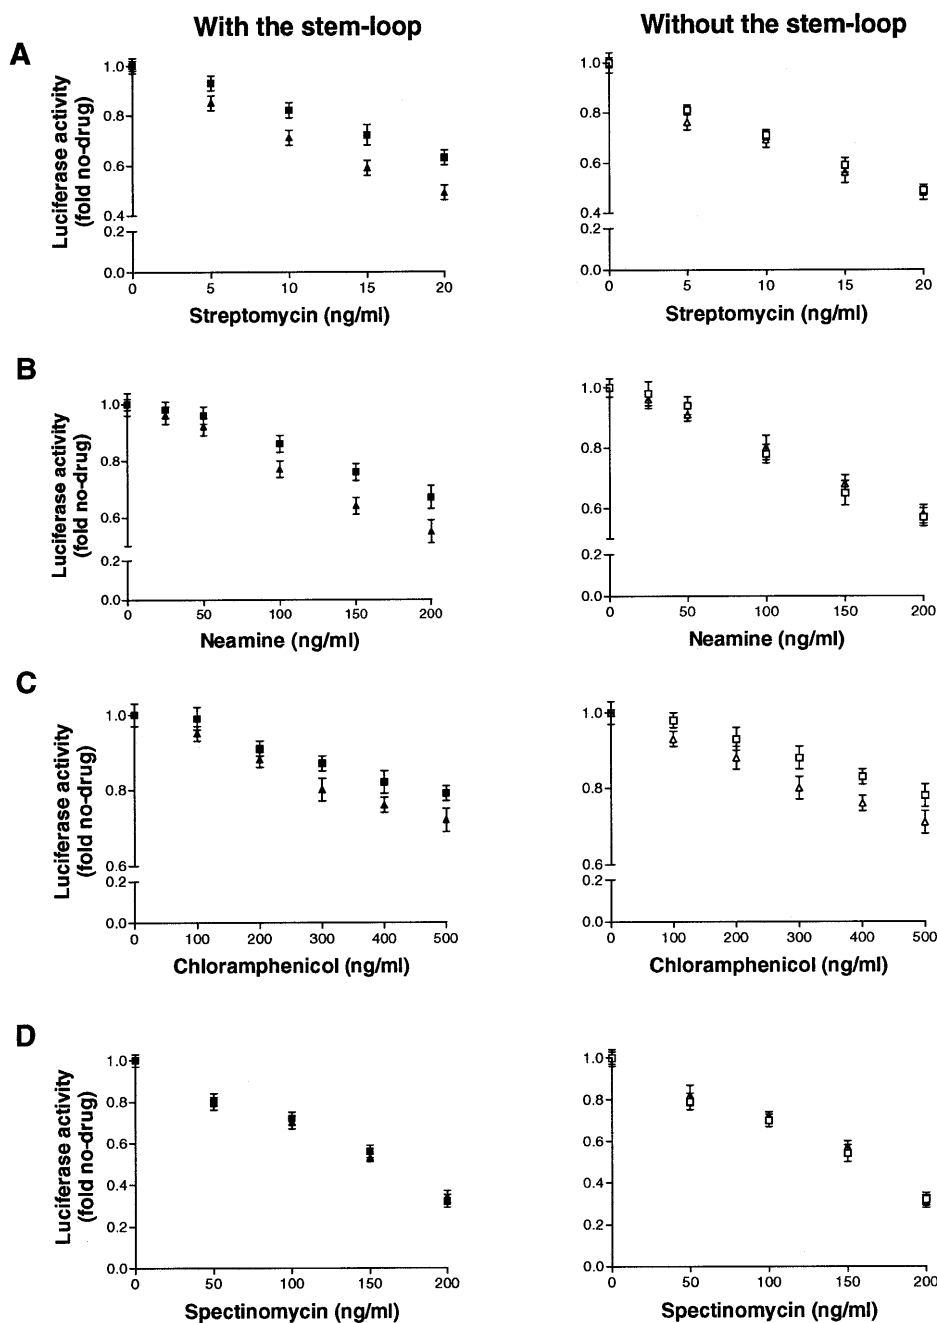 With the stem-loop
Without the stem-loop
A
Luciferase activity
(fold no-drug)
1.0
0.8
0.6
0.4
0.2
0.0
0 5 10 15 20
Streptomycin (ng/ml)
1.0
0.8
0.6
0.4
0.2
0.0
0 5 10 15 20
Streptomycin (ng/ml)
B
Luciferase activity
(fold no-drug)
1.0
0.8
0.6
0.2
0.0
0 50 100 150 200
Neamine (ng/ml)
1.0
0.8
0.6
0.2
0.0
0 50 100 150 200
Neamine (ng/ml)
C
Luciferase activity
(fold no-drug)
1.0
0.8
0.6
0.2
0.0
0 100 200 300 400 500
Chloramphenicol (ng/ml)
1.0
0.8
0.6
0.2
0.0
0 100 200 300 400 500
Chloramphenicol (ng/ml)
D
Luciferase activity
(fold no-drug)
1.0
0.8
0.6
0.4
0.2
0.0
0 50 100 150 200
Spectinomycin (ng/ml)
1.0
0.8
0.6
0.4
0.2
0.0
0 50 100 150 200
Spectinomycin (ng/ml)